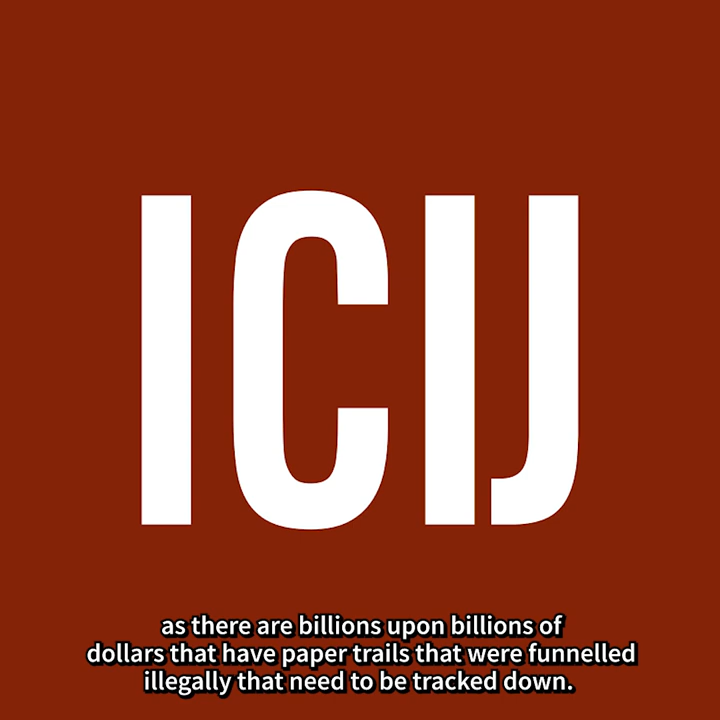 ICIJ
as there are billions upon billions of
dollars that have paper trails that were funnelled
illegally that need to be tracked down.